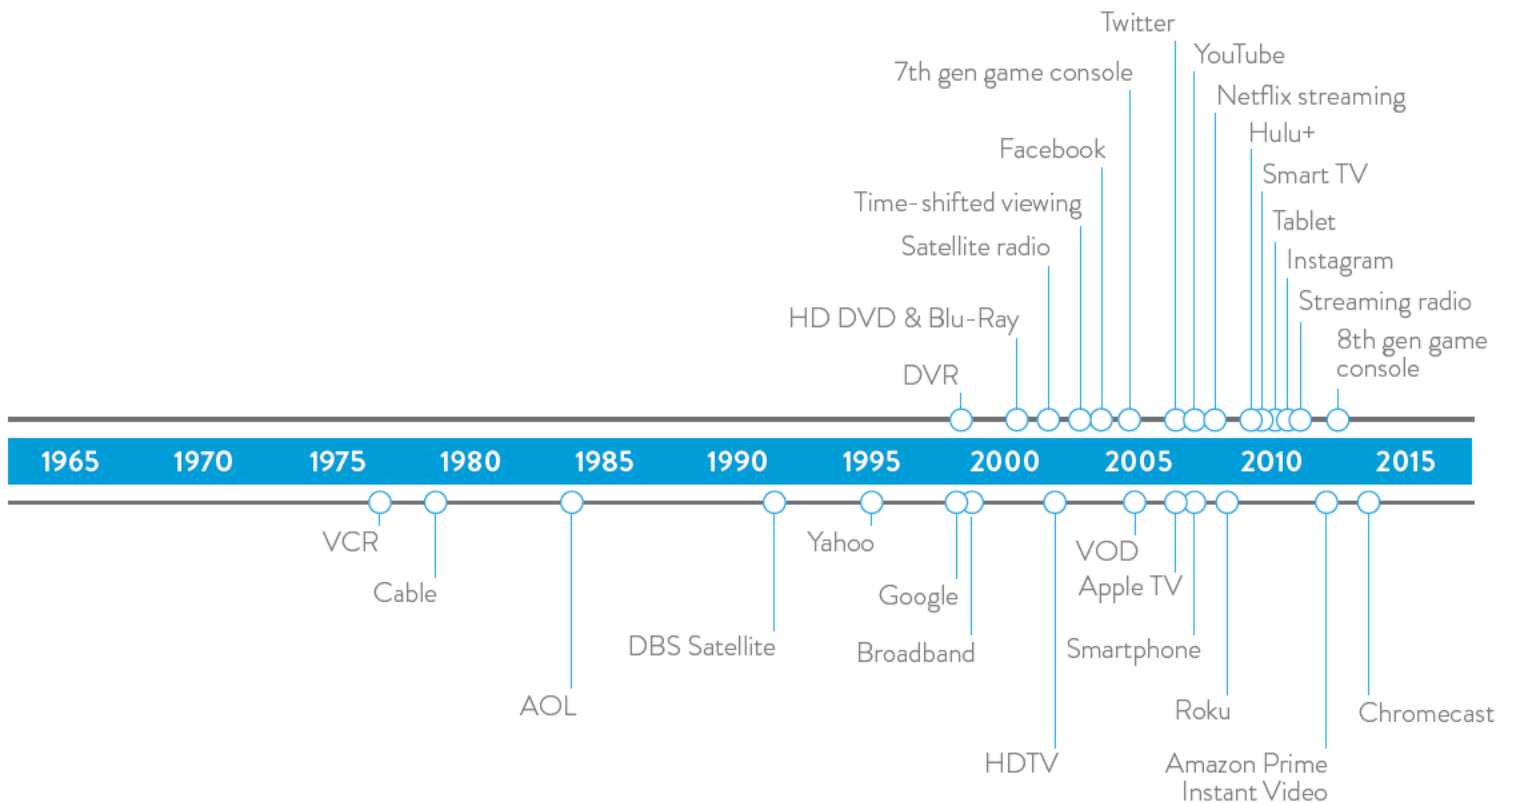 Twitter
YouTube
7th gen game console
Netflix streaming
Hulu+
Facebook
Smart TV
Time-shifted viewing
Tablet
Satellite radio
Instagram
Streaming radio
HD DVD & Blu-Ray
8th gen game
console
DVR
1965 1970 1975 1980 1985 1990 1995 2000 2005 2010 2015
VCR
Yahoo
VOD
Apple TV
Cable
Google
DBS Satellite
Broadband
Smartphone
AOL
Roku
Chromecast
HDTV
Amazon Prime
Instant Video